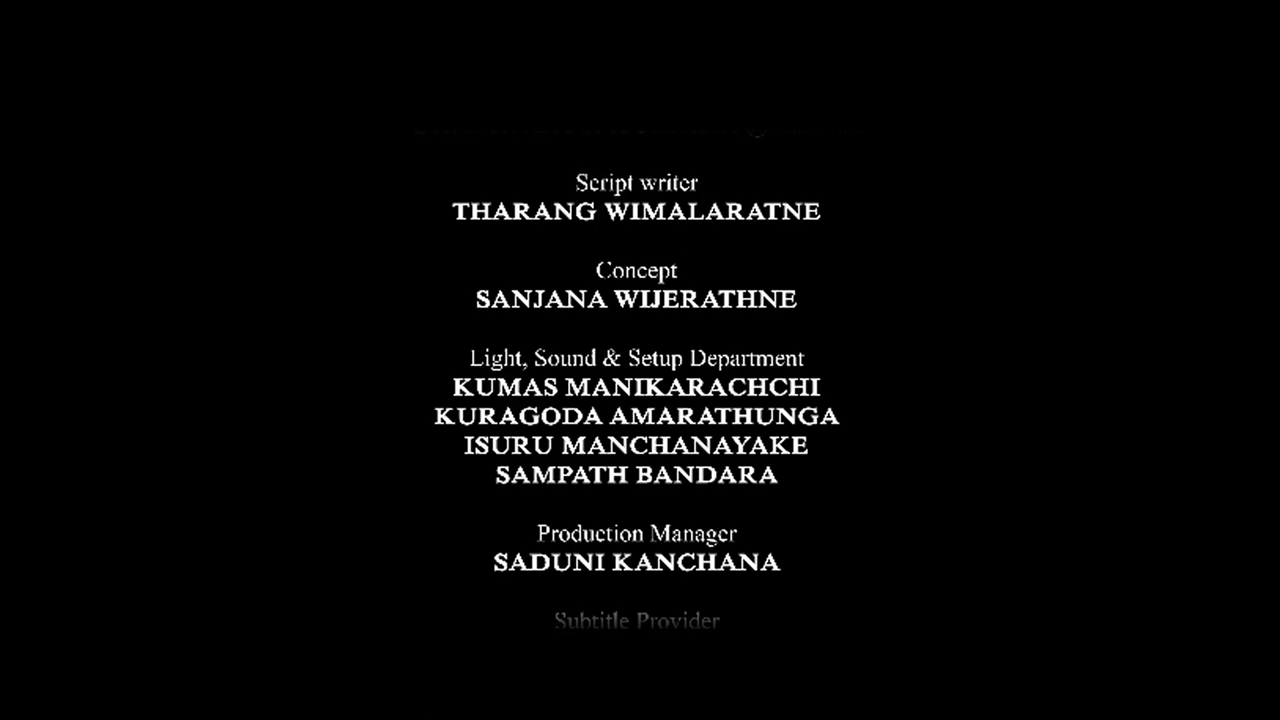 Script writer
THARANG WIMALARATNE
Concept
SANJANA WIJERATHNE
Light, Sound & Setup Department
KUMAS MANIKARACHCHI
KURAGODA AMARATHUNGA
ISURU MANCHANAYAKE
SAMPATH BANDARA
Production Manager
SADUNI KANCHANA
Subtitle Provider